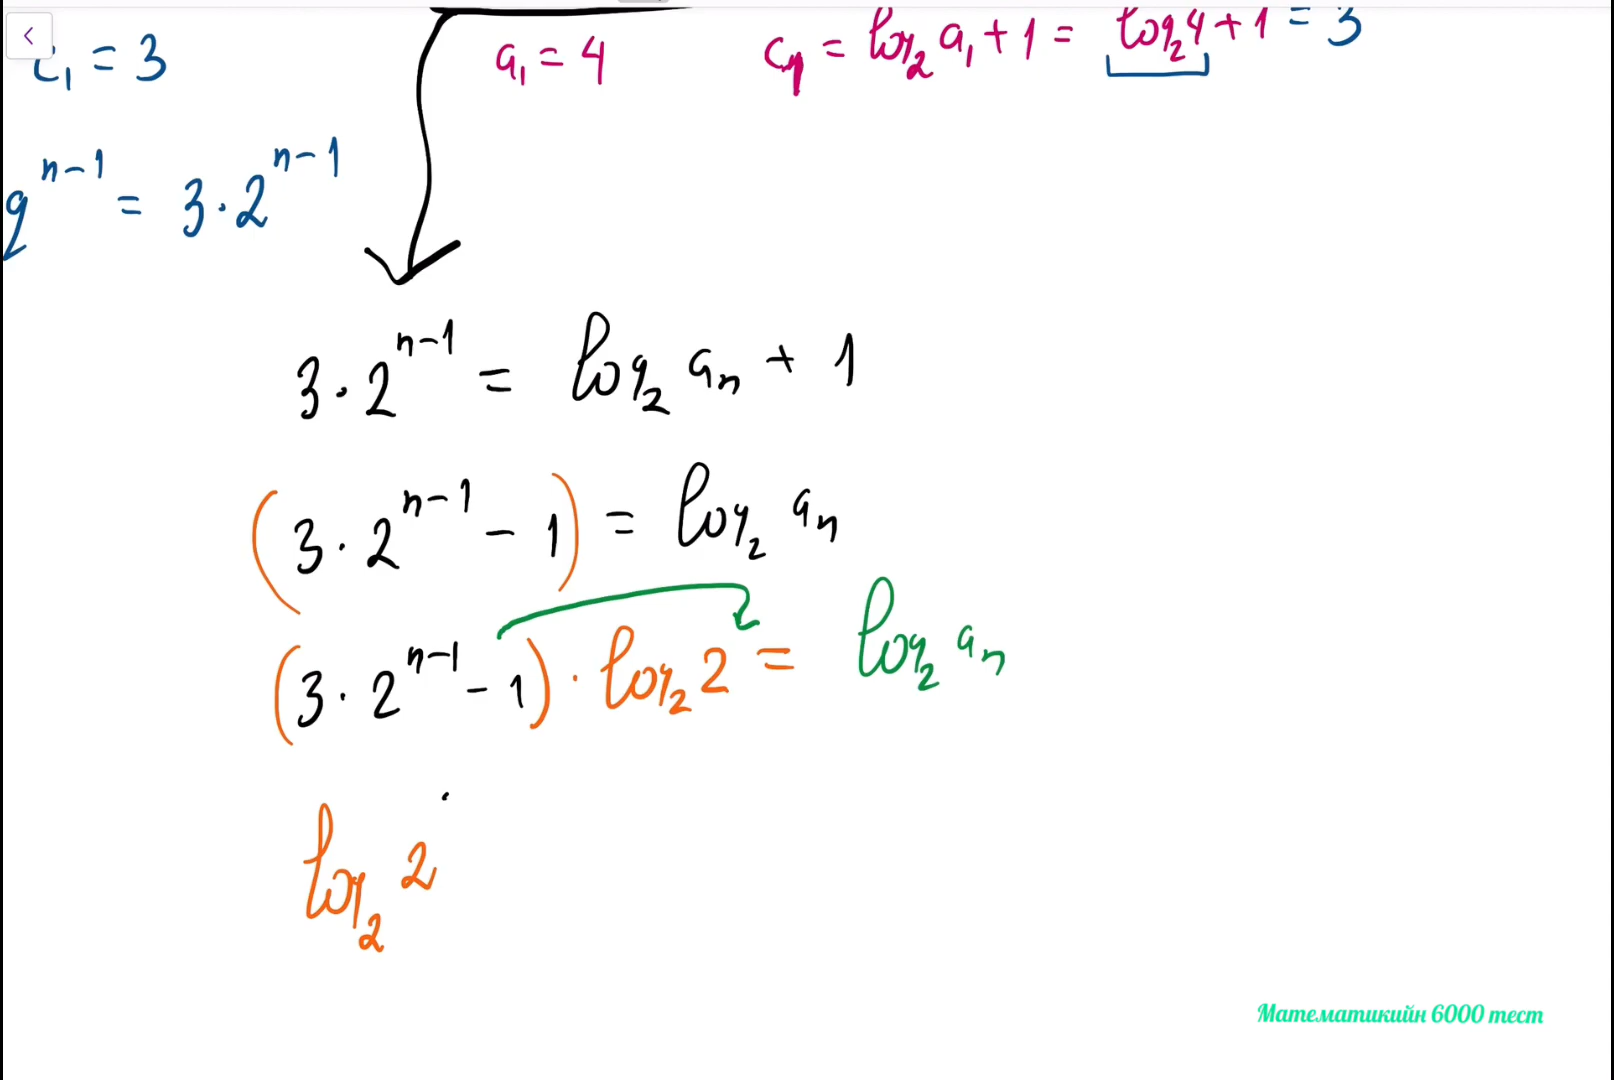 c₁ = 3
a₁ = 4
c₁ = log₂ a₁ + 1 = log₂ 4 + 1 = 3
q^(n-1) = 3 · 2^(n-1)
3 · 2^(n-1) = log₂ aₙ + 1
(3 · 2^(n-1) - 1) = log₂ aₙ
(3 · 2^(n-1) - 1) · log₂ 2 = log₂ aₙ
log₂ 2
Математикийн 6000 тест